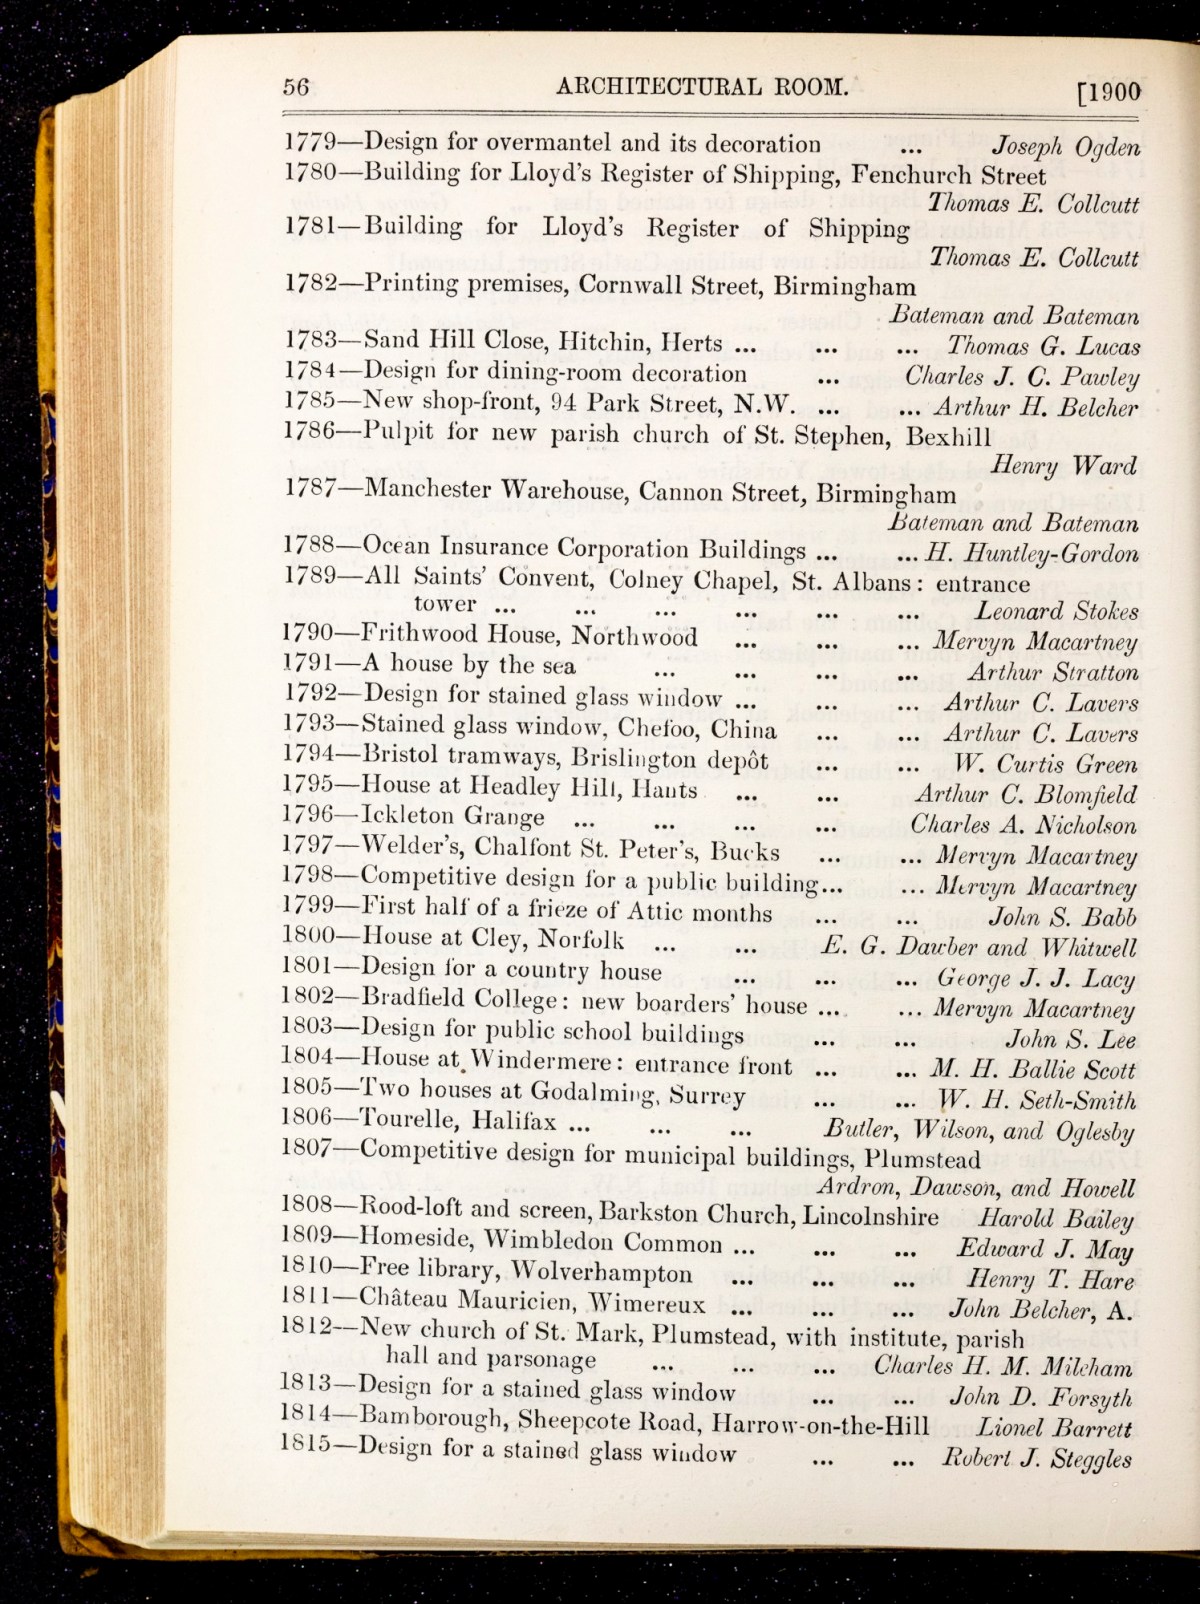 56 ARCHITECTURAL ROOM. [1900
1779—Design for overmantel and its decoration ... Joseph Ogden
1780—Building for Lloyd's Register of Shipping, Fenchurch Street
Thomas E. Collcutt
1781—Building for Lloyd's Register of Shipping
Thomas E. Collcutt
1782—Printing premises, Cornwall Street, Birmingham
Bateman and Bateman
1783—Sand Hill Close, Hitchin, Herts ... ... ... Thomas G. Lucas
1784—Design for dining-room decoration ... Charles J. C. Pawley
1785—New shop-front, 94 Park Street, N.W. ... ... Arthur H. Belcher
1786—Pulpit for new parish church of St. Stephen, Bexhill
Henry Ward
1787—Manchester Warehouse, Cannon Street, Birmingham
Bateman and Bateman
1788—Ocean Insurance Corporation Buildings ... ... H. Huntley-Gordon
1789—All Saints' Convent, Colney Chapel, St. Albans: entrance
tower ... ... ... ... ... ... Leonard Stokes
1790—Frithwood House, Northwood ... ... ... Mervyn Macartney
1791—A house by the sea ... ... ... ... Arthur Stratton
1792—Design for stained glass window ... ... ... Arthur C. Lavers
1793—Stained glass window, Chefoo, China ... ... Arthur C. Lavers
1794—Bristol tramways, Brislington depôt ... ... W. Curtis Green
1795—House at Headley Hill, Hants ... ... Arthur C. Blomfield
1796—Ickleton Grange ... ... ... ... Charles A. Nicholson
1797—Welder's, Chalfont St. Peter's, Bucks ... ... Mervyn Macartney
1798—Competitive design for a public building... ... Mervyn Macartney
1799—First half of a frieze of Attic months ... ... John S. Babb
1800—House at Cley, Norfolk ... ... E. G. Dawber and Whitwell
1801—Design for a country house ... ... ... George J. J. Lacy
1802—Bradfield College: new boarders' house ... ... Mervyn Macartney
1803—Design for public school buildings ... ... John S. Lee
1804—House at Windermere: entrance front ... ... M. H. Ballie Scott
1805—Two houses at Godalming, Surrey ... ... W. H. Seth-Smith
1806—Tourelle, Halifax ... ... ... Butler, Wilson, and Oglesby
1807—Competitive design for municipal buildings, Plumstead
Ardron, Dawson, and Howell
1808—Rood-loft and screen, Barkston Church, Lincolnshire Harold Bailey
1809—Homeside, Wimbledon Common ... ... ... Edward J. May
1810—Free library, Wolverhampton ... ... ... Henry T. Hare
1811—Château Mauricien, Wimereux ... ... ... John Belcher, A.
1812—New church of St. Mark, Plumstead, with institute, parish
hall and parsonage ... ... ... Charles H. M. Mileham
1813—Design for a stained glass window ... ... John D. Forsyth
1814—Bamborough, Sheepcote Road, Harrow-on-the-Hill Lionel Barrett
1815—Design for a stained glass window ... ... Robert J. Steggles